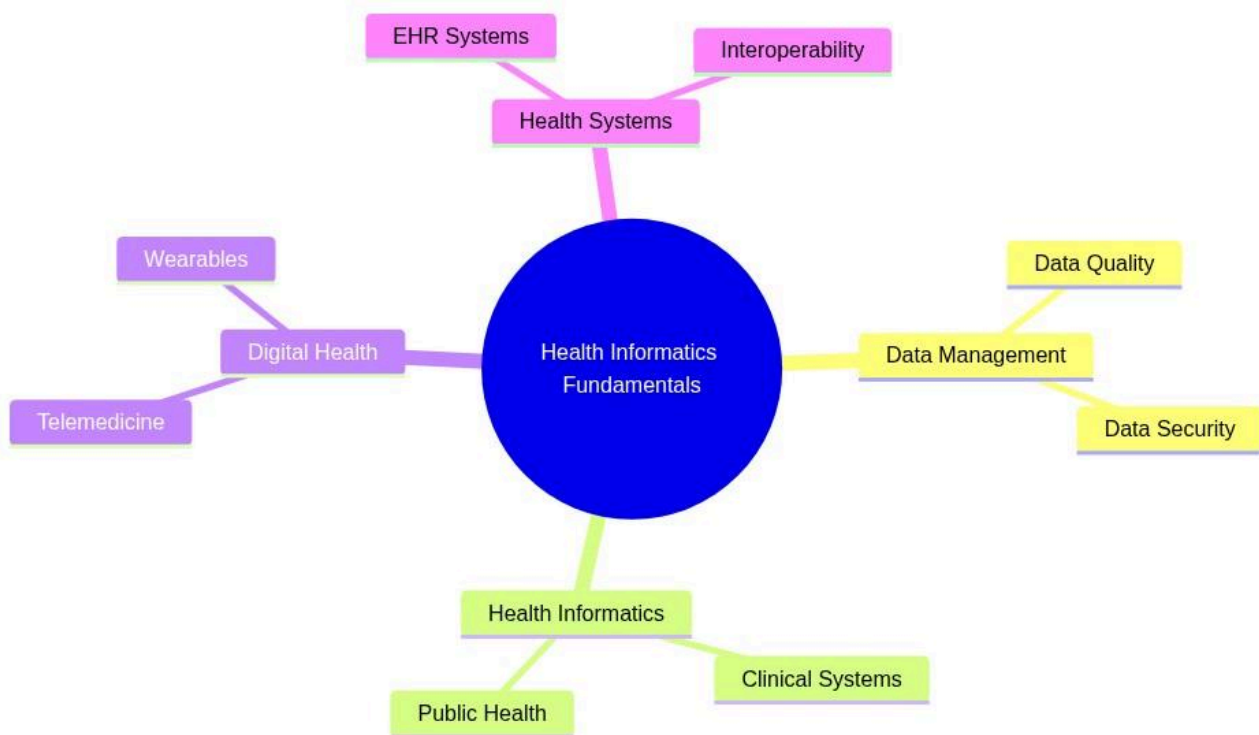 EHR Systems
Interoperability
Health Systems
Wearables
Data Quality
Digital Health
Health Informatics
Fundamentals
Data Management
Telemedicine
Data Security
Health Informatics
Clinical Systems
Public Health